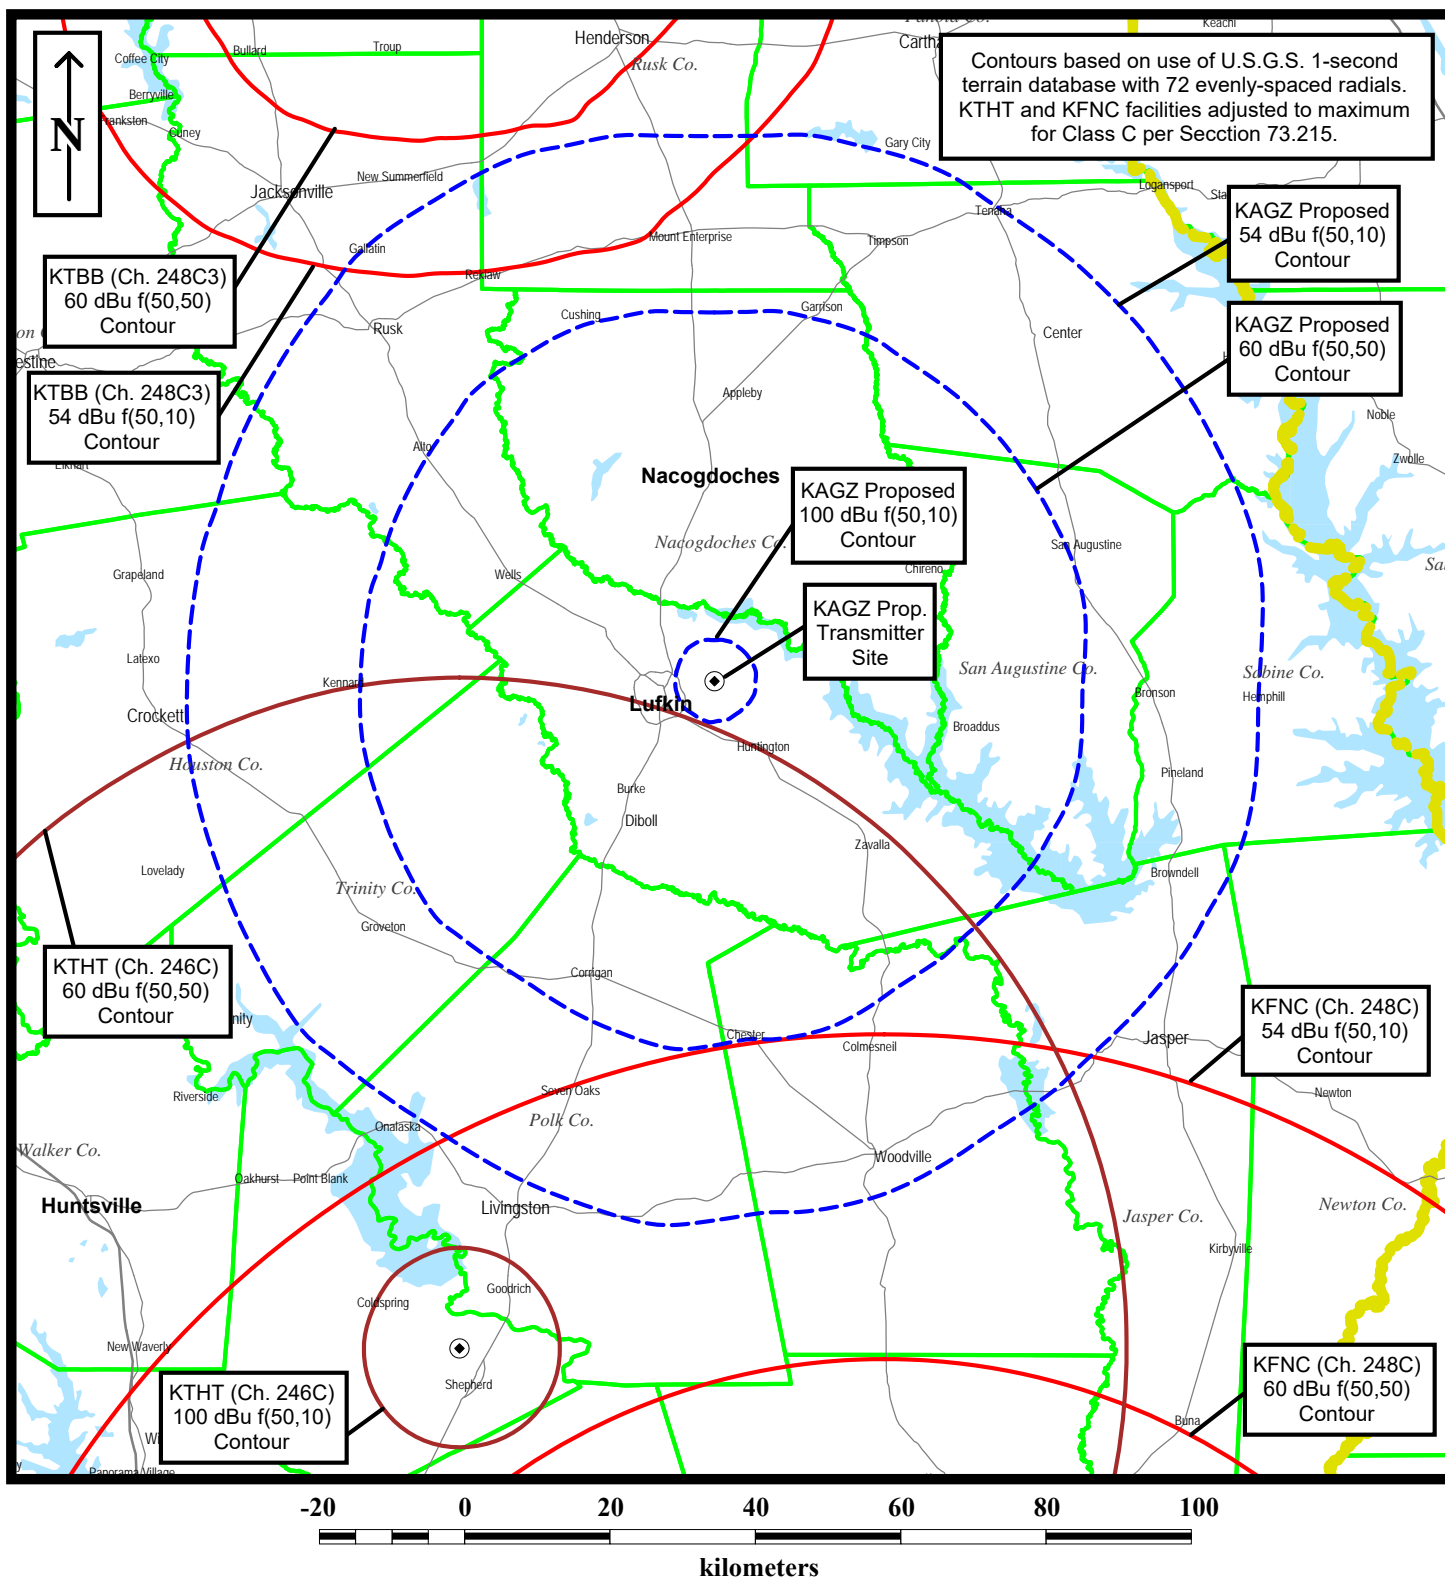 Panola Co.
Keachi
Henderson
Troup
Bullard
Coffee City
Rusk Co.
Contours based on use of U.S.G.S. 1-second
terrain database with 72 evenly-spaced radials.
KTHT and KFNC facilities adjusted to maximum
for Class C per Secction 73.215.
N
Berryville
Cuney
Gary City
New Summerfield
Jacksonville
Logansport
Tenaha
KAGZ Proposed
54 dBu f(50,10)
Contour
Mount Enterprise
Timpson
Gallatin
Reklaw
KTBB (Ch. 248C3)
60 dBu f(50,50)
Contour
Garrison
Cushing
Rusk
Center
KAGZ Proposed
60 dBu f(50,50)
Contour
KTBB (Ch. 248C3)
54 dBu f(50,10)
Contour
Appleby
Noble
Alto
Zwolle
Elkhart
Nacogdoches
KAGZ Proposed
100 dBu f(50,10)
Contour
Nacogdoches Co.
San Augustine
Chireno
Grapeland
Wells
KAGZ Prop.
Transmitter
Site
Latexo
San Augustine Co.
Sabine Co.
Kennard
Bronson
Hemphill
Lufkin
Crockett
Broaddus
Huntington
Houston Co.
Pineland
Burke
Diboll
Zavalla
Lovelady
Browndell
Trinity Co.
Groveton
KTHT (Ch. 246C)
60 dBu f(50,50)
Contour
Corrigan
KFNC (Ch. 248C)
54 dBu f(50,10)
Contour
Chester
Colmesneil
Jasper
Riverside
Seven Oaks
Newton
Polk Co.
Onalaska
Walker Co.
Woodville
Oakhurst
Point Blank
Huntsville
Livingston
Jasper Co.
Newton Co.
Kirbyville
Goodrich
Coldspring
New Waverly
KFNC (Ch. 248C)
60 dBu f(50,50)
Contour
Shepherd
KTHT (Ch. 246C)
100 dBu f(50,10)
Contour
Buna
Panorama Village
-20 0 20 40 60 80 100
kilometers